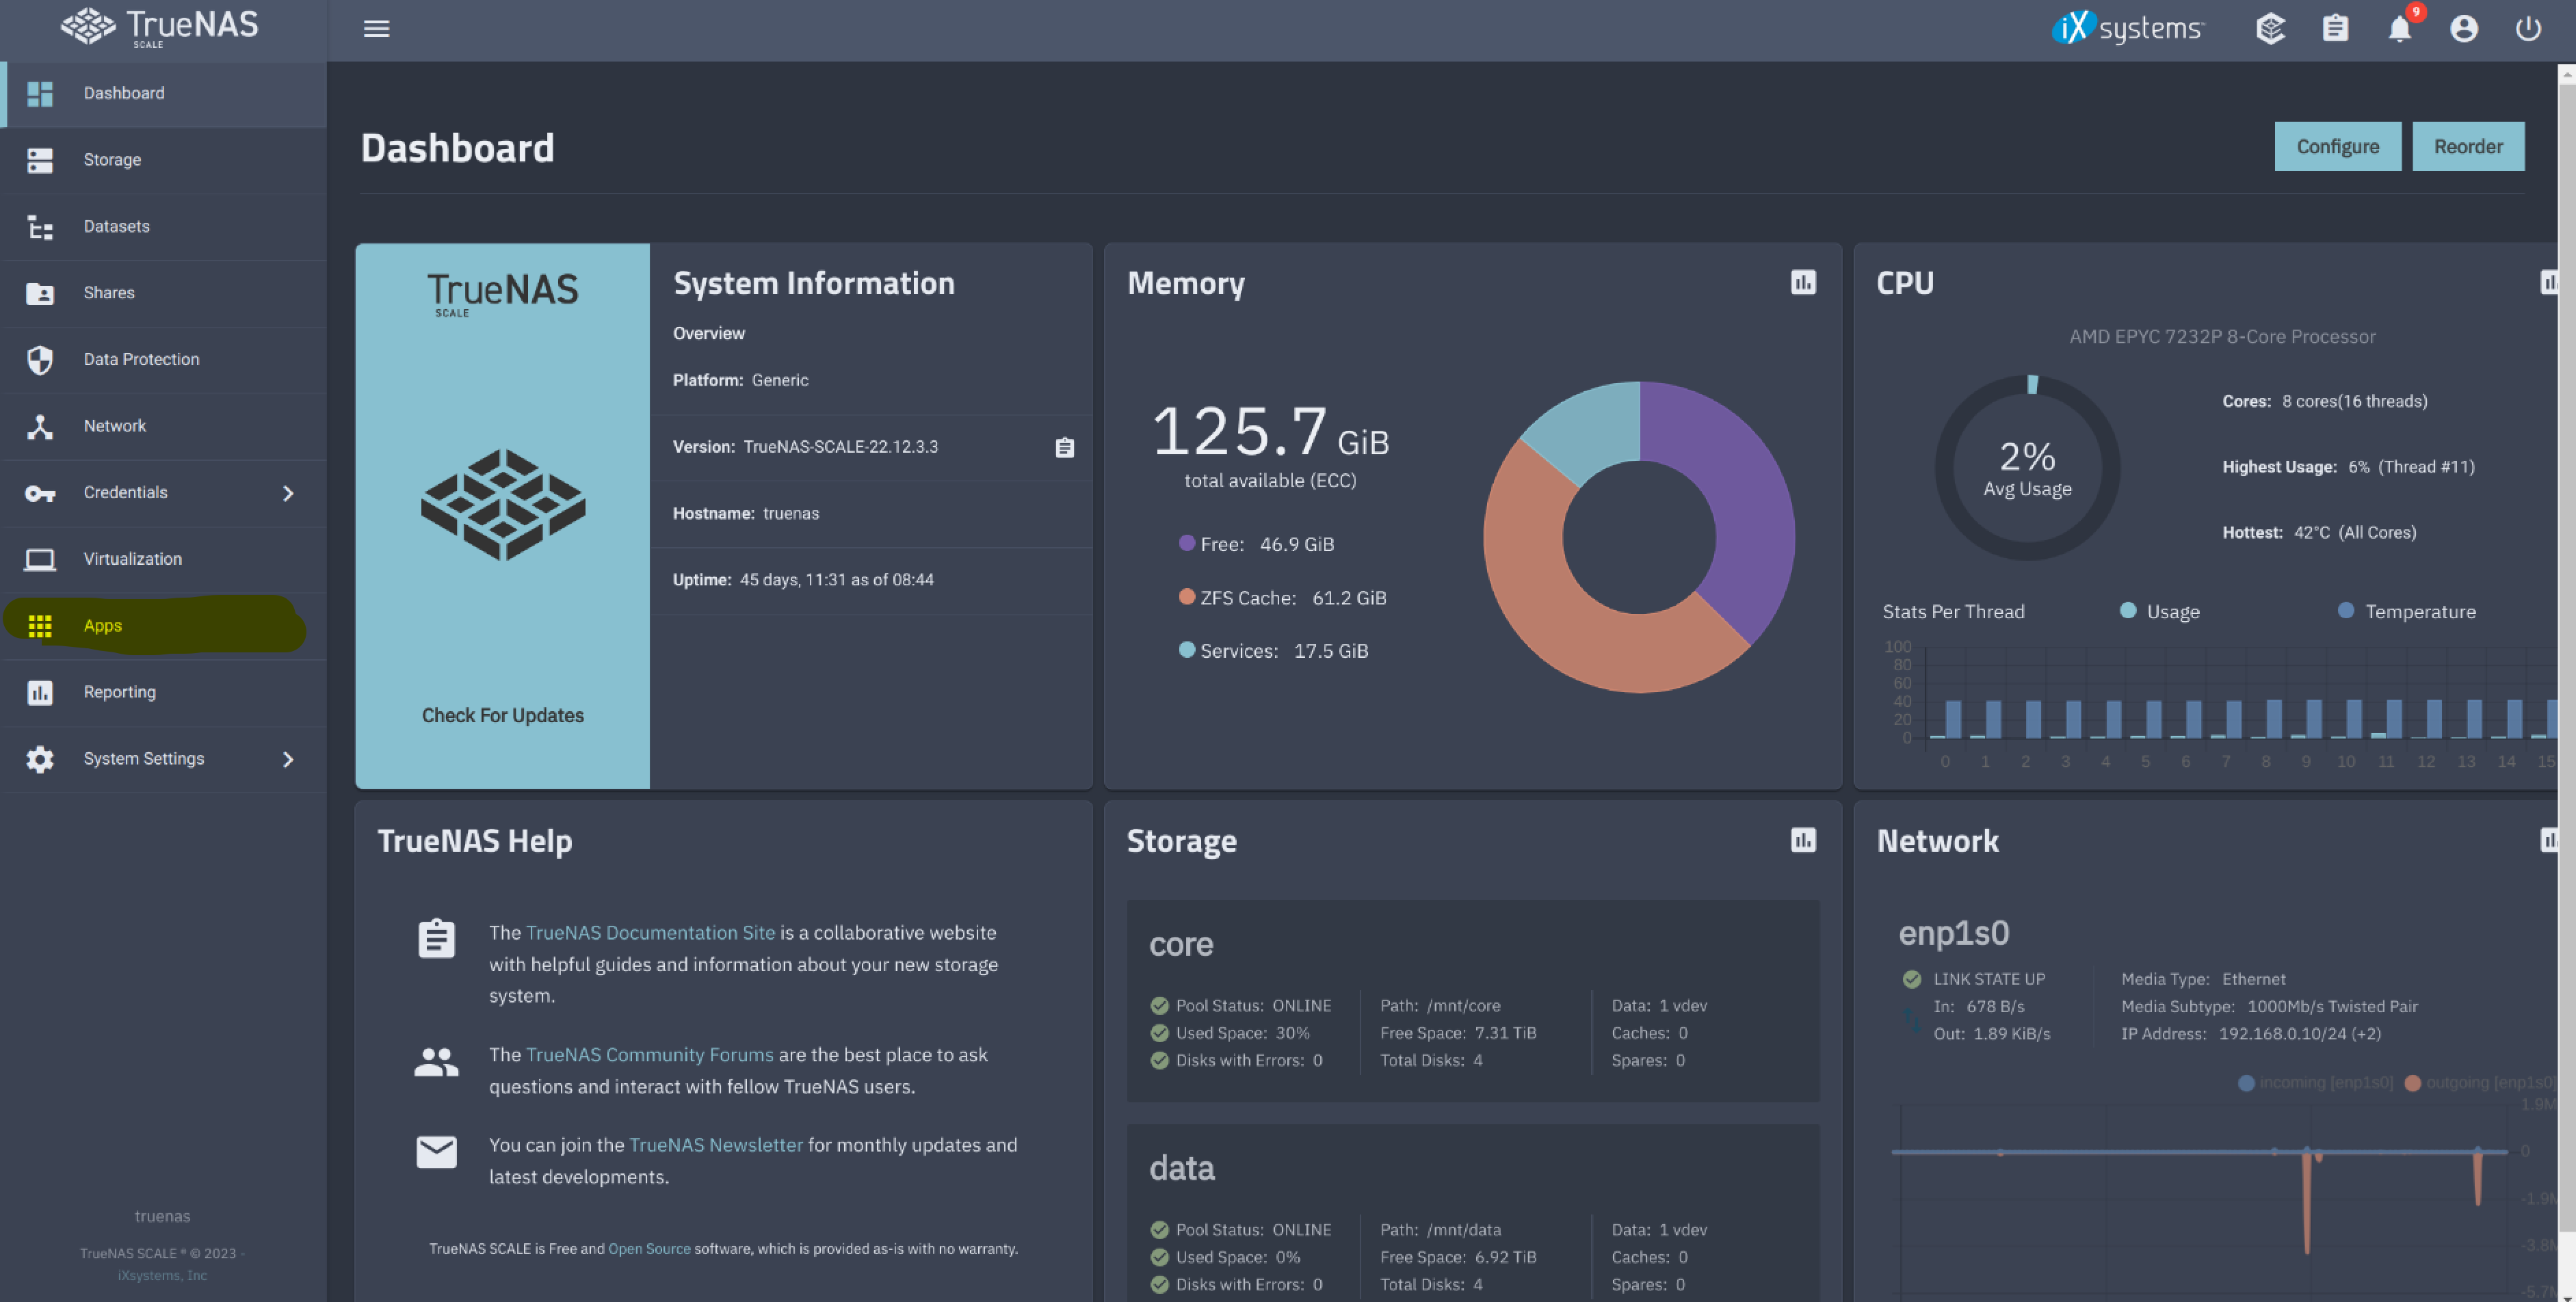 TrueNAS
SCALE
iXsystems
9
Dashboard
Storage
Datasets
Shares
Data Protection
Network
Credentials
Virtualization
Apps
Reporting
System Settings
truenas
TrueNAS SCALE ® © 2023 -
iXsystems, Inc
Dashboard
Configure
Reorder
TrueNAS
SCALE
Check For Updates
System Information
Overview
Platform: Generic
Version: TrueNAS-SCALE-22.12.3.3
Hostname: truenas
Uptime: 45 days, 11:31 as of 08:44
Memory
125.7 GiB
total available (ECC)
Free: 46.9 GiB
ZFS Cache: 61.2 GiB
Services: 17.5 GiB
CPU
AMD EPYC 7232P 8-Core Processor
2%
Avg Usage
Cores: 8 cores(16 threads)
Highest Usage: 6% (Thread #11)
Hottest: 42°C (All Cores)
Stats Per Thread Usage Temperature
100
80
60
40
20
0
0 1 2 3 4 5 6 7 8 9 10 11 12 13 14 15
TrueNAS Help
The TrueNAS Documentation Site is a collaborative website
with helpful guides and information about your new storage
system.
The TrueNAS Community Forums are the best place to ask
questions and interact with fellow TrueNAS users.
You can join the TrueNAS Newsletter for monthly updates and
latest developments.
TrueNAS SCALE is Free and Open Source software, which is provided as-is with no warranty.
Storage
core
Pool Status: ONLINE Path: /mnt/core Data: 1 vdev
Used Space: 30% Free Space: 7.31 TiB Caches: 0
Disks with Errors: 0 Total Disks: 4 Spares: 0
data
Pool Status: ONLINE Path: /mnt/data Data: 1 vdev
Used Space: 0% Free Space: 6.92 TiB Caches: 0
Disks with Errors: 0 Total Disks: 4 Spares: 0
Network
enp1s0
LINK STATE UP Media Type: Ethernet
In: 678 B/s Media Subtype: 1000Mb/s Twisted Pair
Out: 1.89 KiB/s IP Address: 192.168.0.10/24 (+2)
incoming [enp1s0] outgoing [enp1s0]
1.9M
0
-1.9M
-3.8M
-5.7M